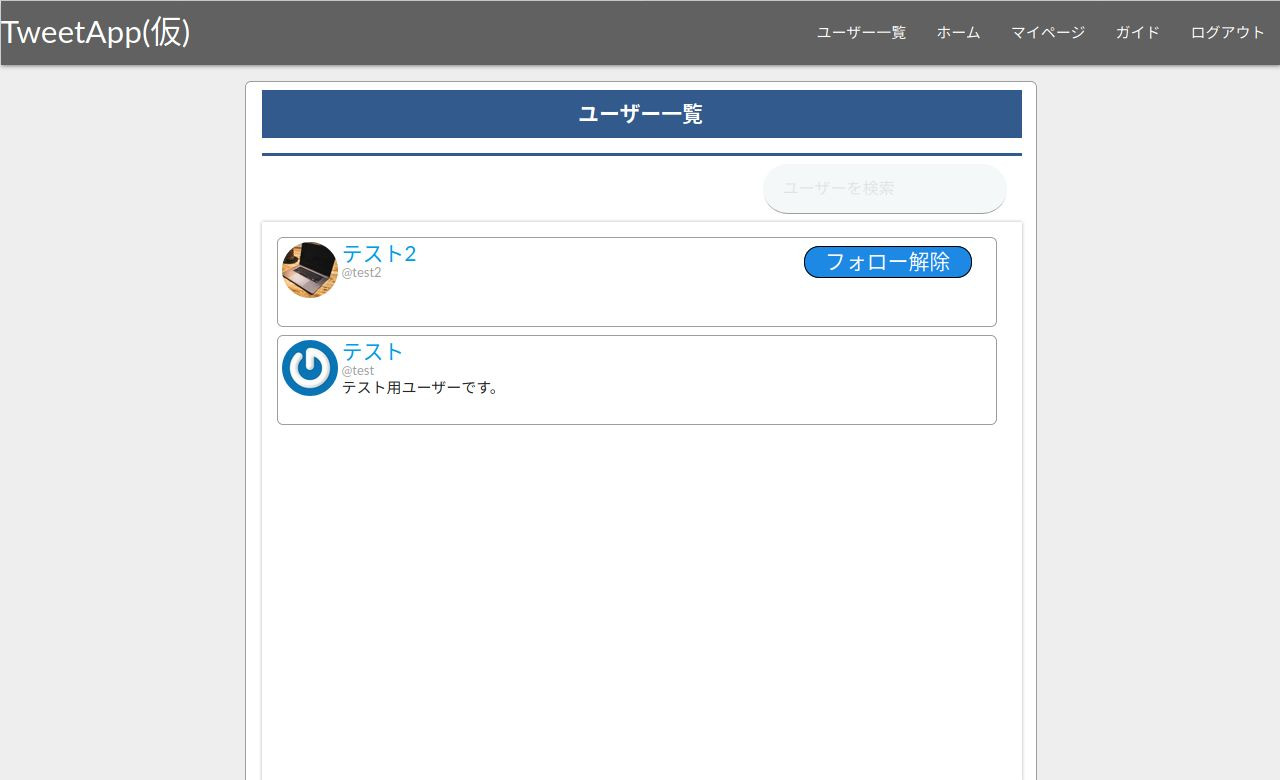 TweetApp(仮)
ユーザー一覧 ホーム マイページ ガイド ログアウト
ユーザー一覧
ユーザーを検索
テスト2
@test2
フォロー解除
テスト
@test
テスト用ユーザーです。